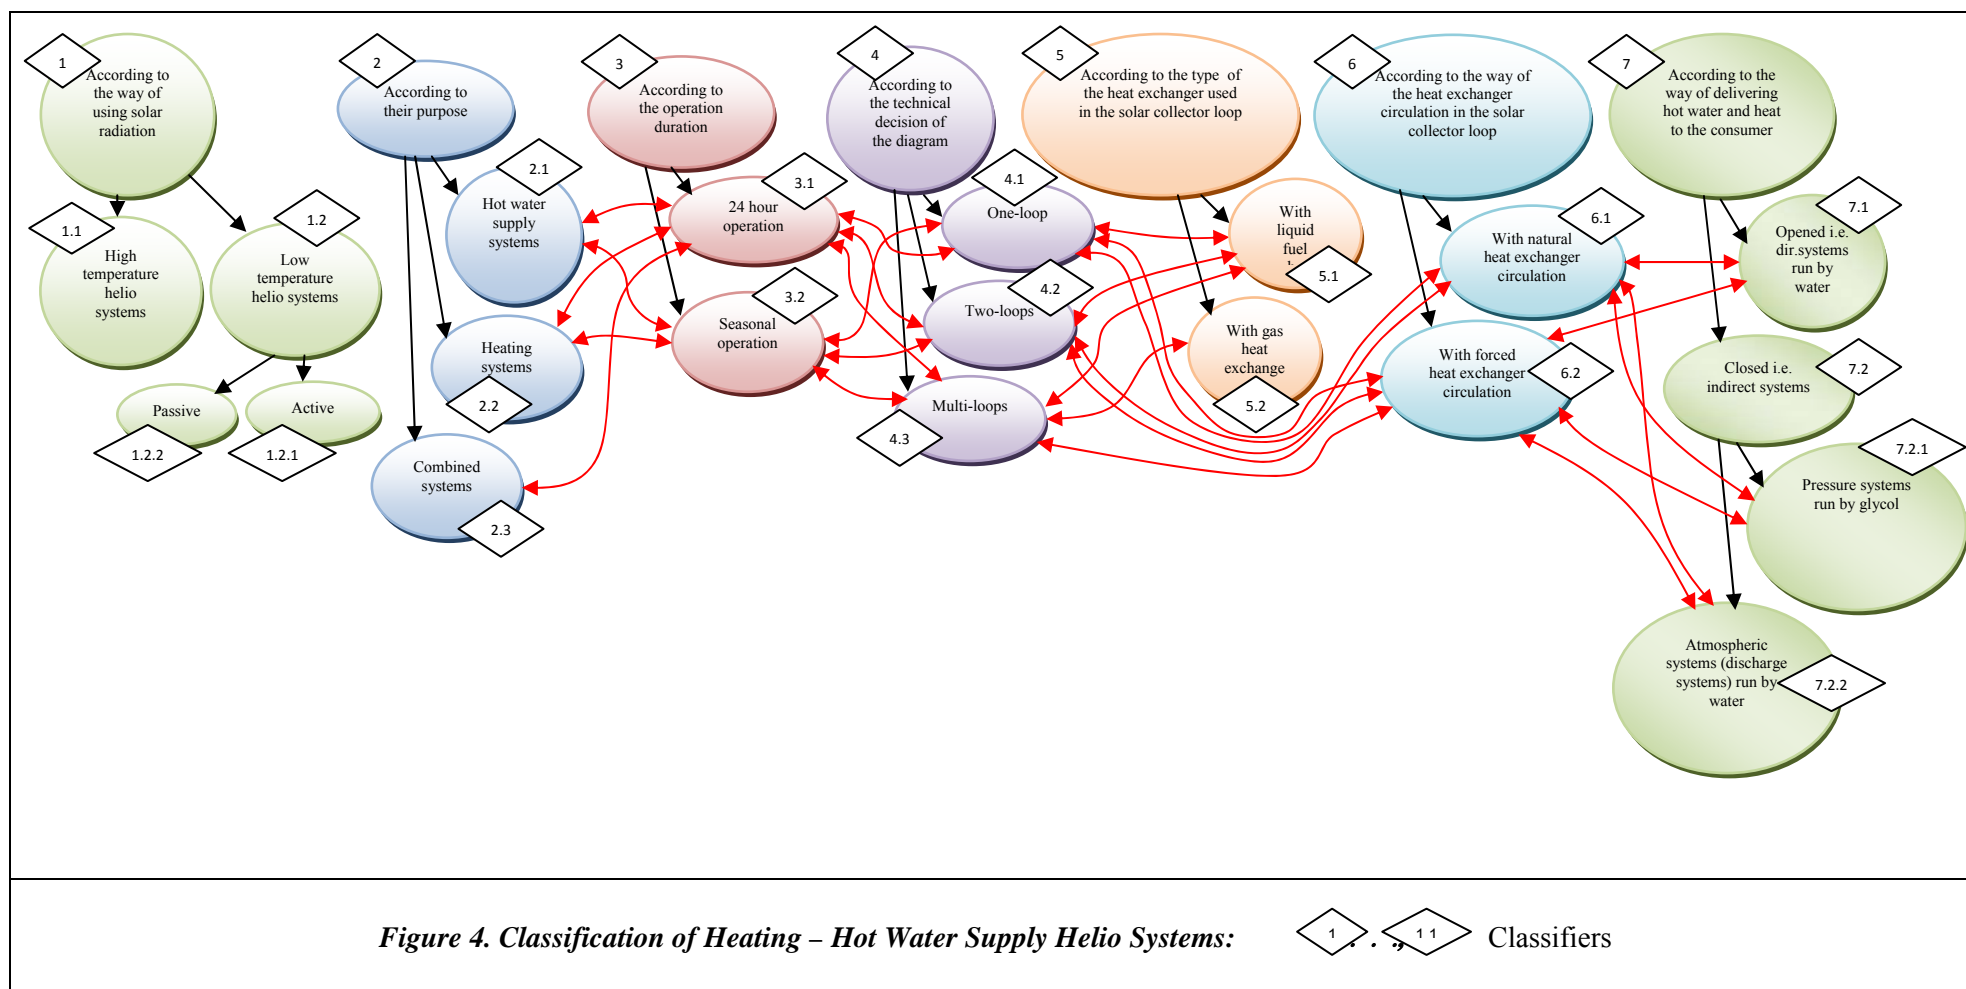 1
According to
the way of
using solar
radiation
1.1
High
temperature
helio
systems
1.2
Low
temperature
helio systems
Passive
1.2.2
Active
1.2.1
2
According to
their purpose
2.1
Hot water
supply
systems
Heating
systems
2.2
Combined
systems
2.3
3
According to
the operation
duration
3.1
24 hour
operation
3.2
Seasonal
operation
4
According to
the technical
decision of
the diagram
4.1
One-loop
4.2
Two-loops
Multi-loops
4.3
5
According to the type of
the heat exchanger used
in the solar collector loop
With
liquid
fuel
5.1
With gas
heat
exchange
5.2
6
According to the way of
the heat exchanger
circulation in the solar
collector loop
6.1
With natural
heat exchanger
circulation
With forced
heat exchanger
circulation
6.2
7
According to the
way of delivering
hot water and heat
to the consumer
7.1
Opened i.e.
dir.systems
run by
water
Closed i.e.
indirect systems
7.2
7.2.1
Pressure systems
run by glycol
Atmospheric
systems (discharge
systems) run by
water
7.2.2
Figure 4. Classification of Heating – Hot Water Supply Helio Systems: 1 . . ., 11 Classifiers